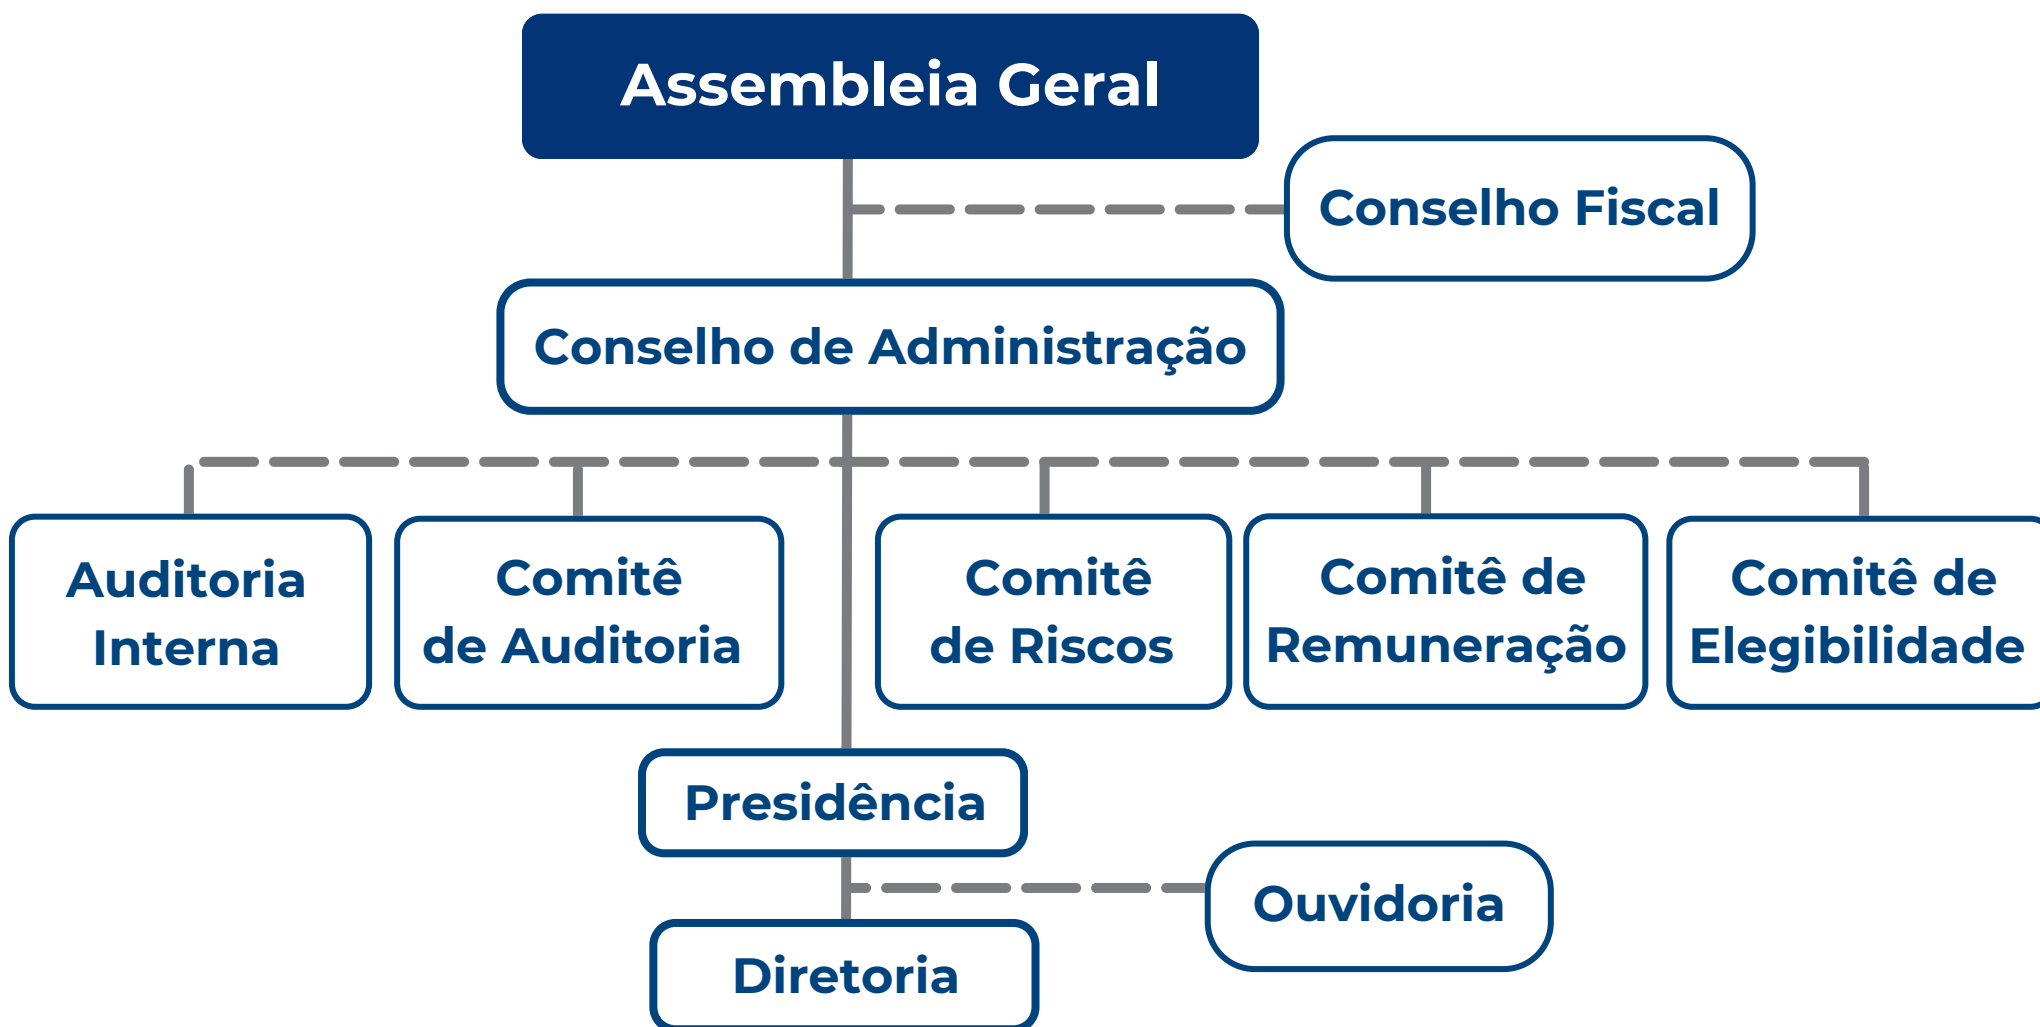 Assembleia Geral
Conselho Fiscal
Conselho de Administração
Auditoria
Interna
Comitê
de Auditoria
Comitê
de Riscos
Comitê de
Remuneração
Comitê de
Elegibilidade
Presidência
Ouvidoria
Diretoria